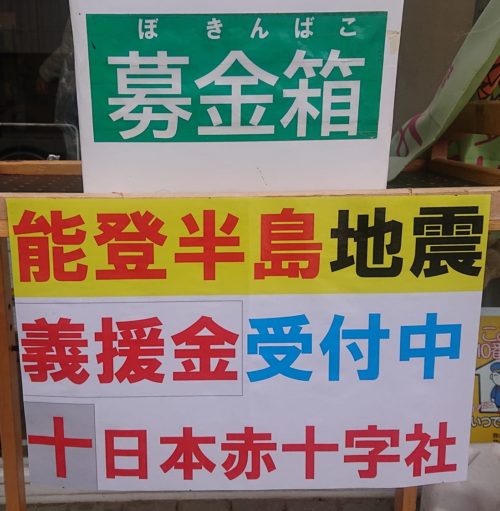 ぼきんばこ
募金箱
能登半島地震
義援金受付中
日本赤十字社